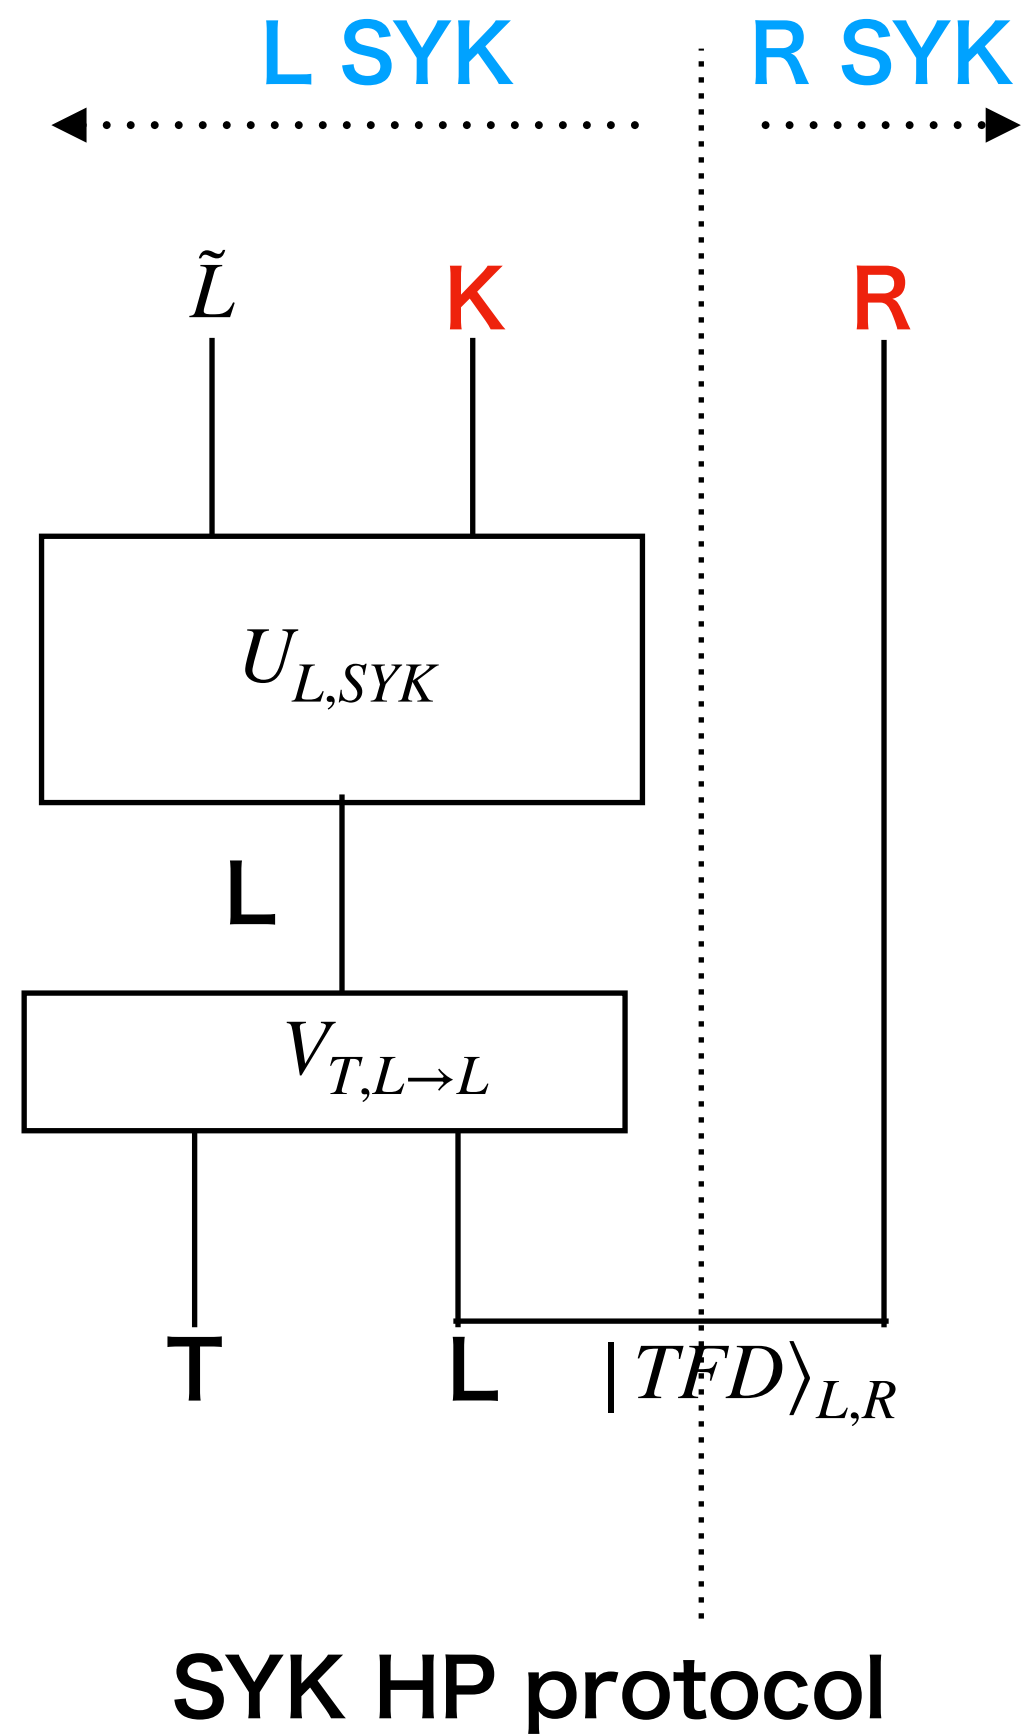 L SYK R SYK
L̃ K R
U_{L,SYK}
L
V_{T,L→L}
T L |TFD⟩_{L,R}
SYK HP protocol